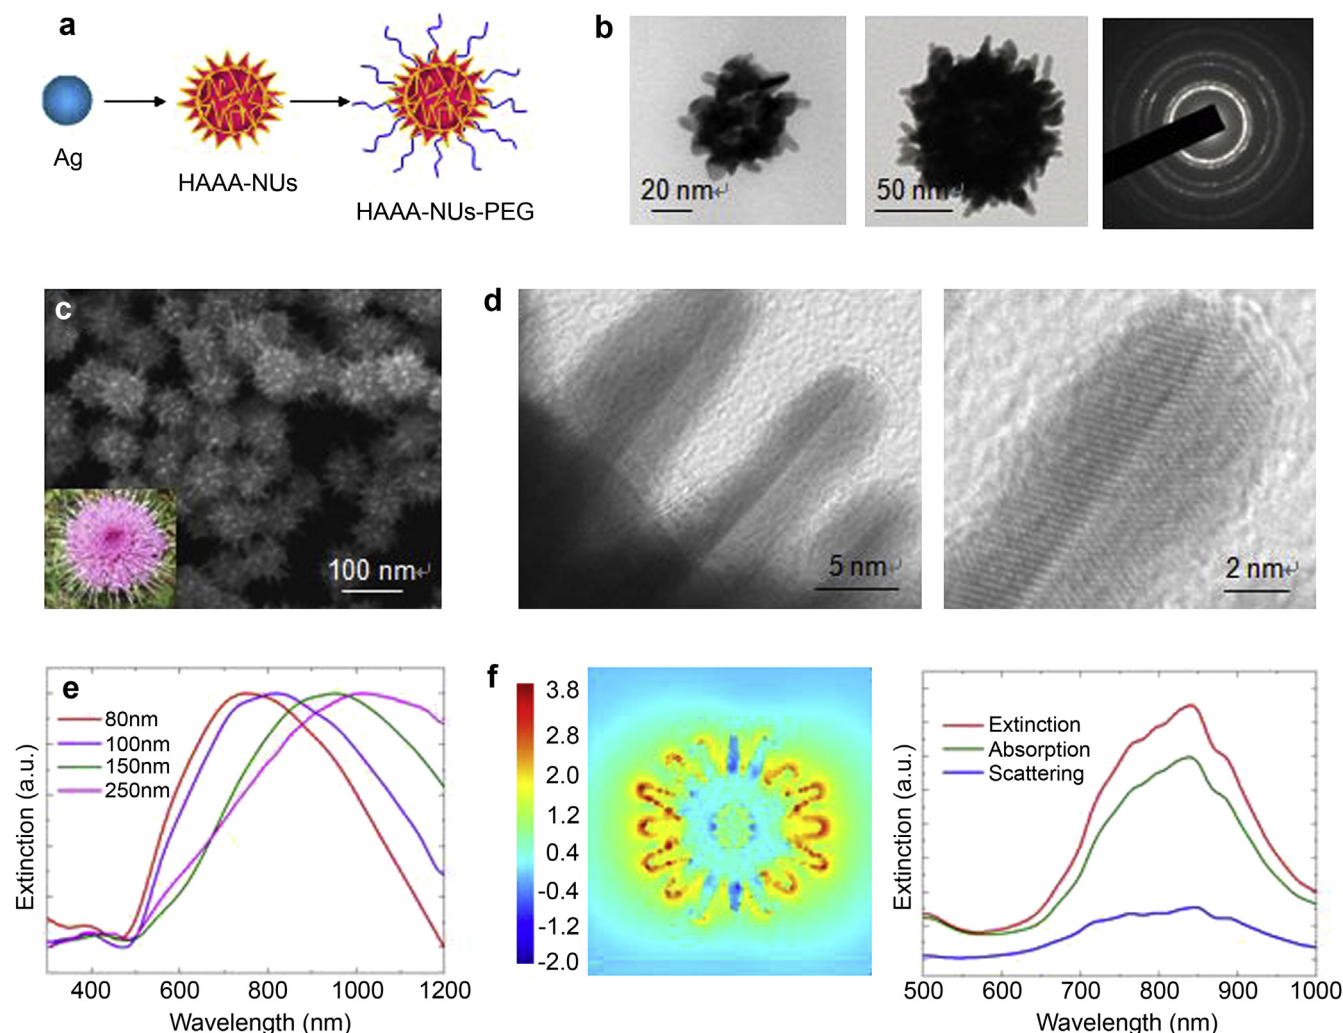 a
Ag
HAAA-NUs
HAAA-NUs-PEG
b
20 nm↵
50 nm↵
c
100 nm↵
d
5 nm↵
2 nm↵
e
80nm
100nm
150nm
250nm
Extinction (a.u.)
400 600 800 1000 1200
Wavelength (nm)
f
3.8
2.8
2.0
1.2
0.4
-0.4
-1.2
-2.0
Extinction
Absorption
Scattering
Extinction (a.u.)
500 600 700 800 900 1000
Wavelength (nm)